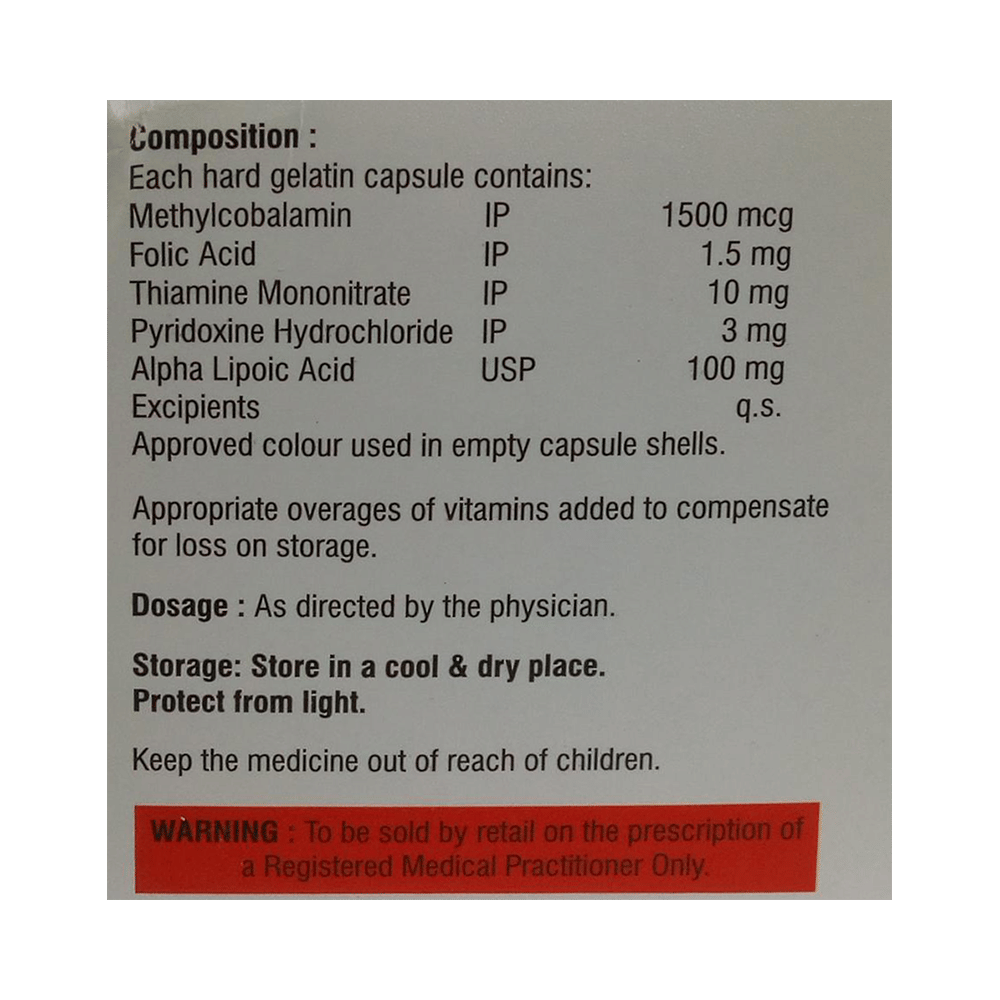 Composition :
Each hard gelatin capsule contains:
Methylcobalamin IP 1500 mcg
Folic Acid IP 1.5 mg
Thiamine Mononitrate IP 10 mg
Pyridoxine Hydrochloride IP 3 mg
Alpha Lipoic Acid USP 100 mg
Excipients q.s.
Approved colour used in empty capsule shells.
Appropriate overages of vitamins added to compensate
for loss on storage.
Dosage : As directed by the physician.
Storage: Store in a cool & dry place.
Protect from light.
Keep the medicine out of reach of children.
WARNING : To be sold by retail on the prescription of
a Registered Medical Practitioner Only.